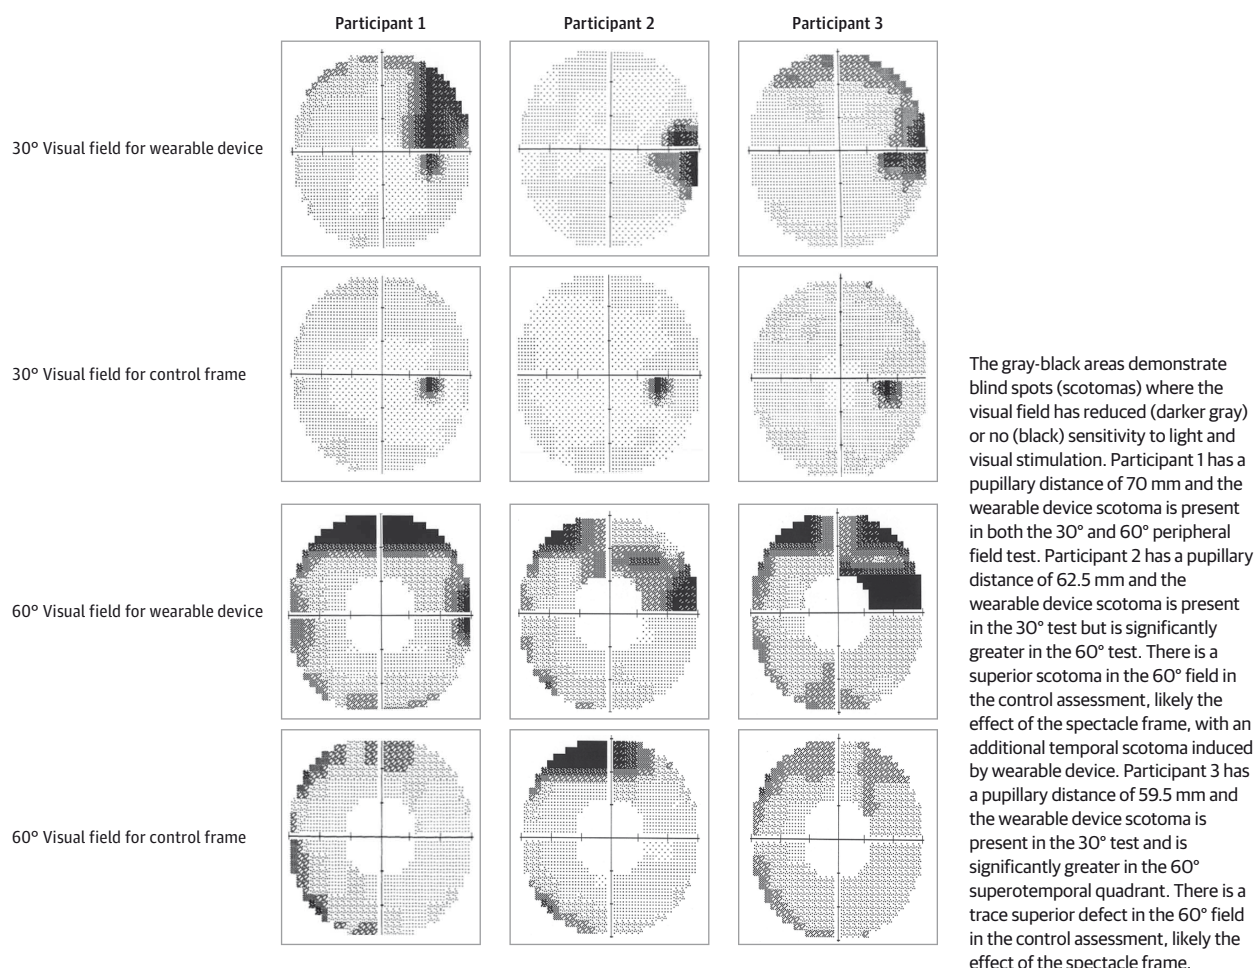 Participant 1
Participant 2
Participant 3
30° Visual field for wearable device
30° Visual field for control frame
60° Visual field for wearable device
60° Visual field for control frame
The gray-black areas demonstrate
blind spots (scotomas) where the
visual field has reduced (darker gray)
or no (black) sensitivity to light and
visual stimulation. Participant 1 has a
pupillary distance of 70 mm and the
wearable device scotoma is present
in both the 30° and 60° peripheral
field test. Participant 2 has a pupillary
distance of 62.5 mm and the
wearable device scotoma is present
in the 30° test but is significantly
greater in the 60° test. There is a
superior scotoma in the 60° field in
the control assessment, likely the
effect of the spectacle frame, with an
additional temporal scotoma induced
by wearable device. Participant 3 has
a pupillary distance of 59.5 mm and
the wearable device scotoma is
present in the 30° test and is
significantly greater in the 60°
superotemporal quadrant. There is a
trace superior defect in the 60° field
in the control assessment, likely the
effect of the spectacle frame.